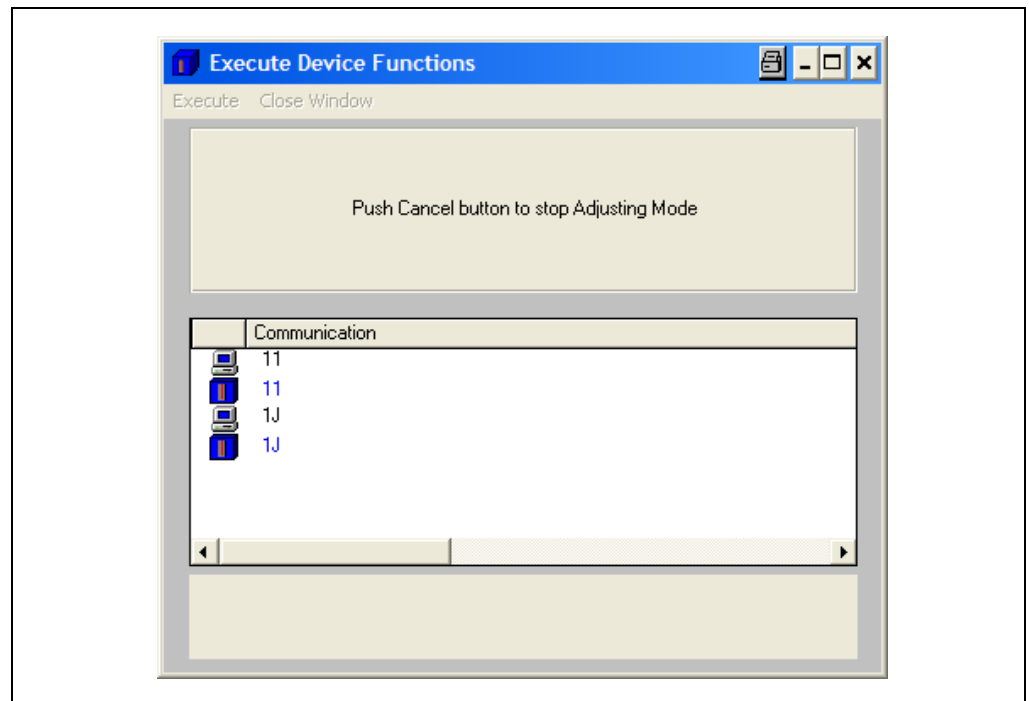 Execute Device Functions
Execute Close Window
Push Cancel button to stop Adjusting Mode
Communication
11
11
1J
1J